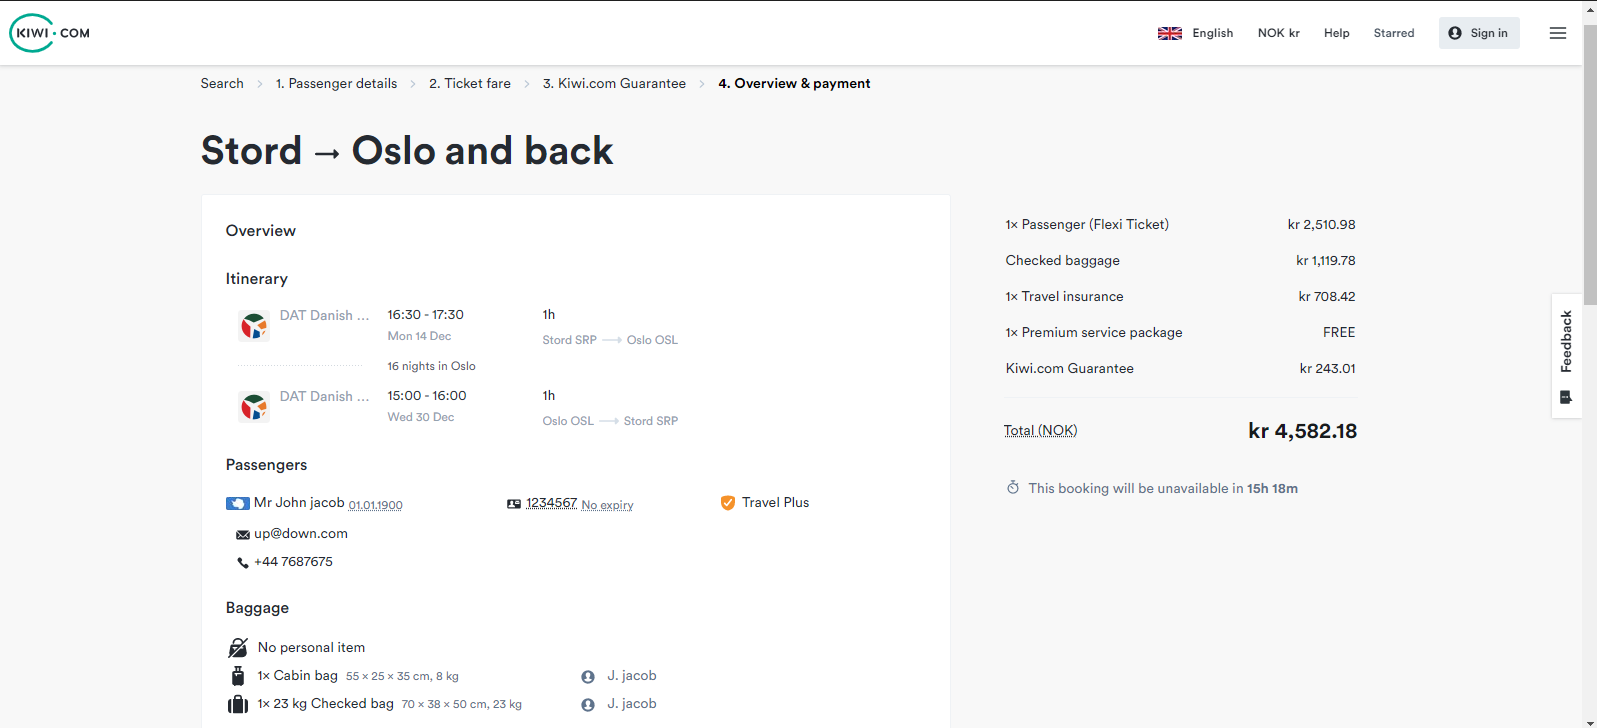 KIWI.COM
English NOK kr Help Starred Sign in
Search 1. Passenger details 2. Ticket fare 3. Kiwi.com Guarantee 4. Overview & payment
Stord → Oslo and back
Overview
Itinerary
DAT Danish ... 16:30 - 17:30 1h
Mon 14 Dec Stord SRP → Oslo OSL
16 nights in Oslo
DAT Danish ... 15:00 - 16:00 1h
Wed 30 Dec Oslo OSL → Stord SRP
Passengers
Mr John jacob 01.01.1900 1234567 No expiry Travel Plus
up@down.com
+44 7687675
Baggage
No personal item
1× Cabin bag 55 × 25 × 35 cm, 8 kg J. jacob
1× 23 kg Checked bag 70 × 38 × 50 cm, 23 kg J. jacob
1× Passenger (Flexi Ticket) kr 2,510.98
Checked baggage kr 1,119.78
1× Travel insurance kr 708.42
1× Premium service package FREE
Kiwi.com Guarantee kr 243.01
Total (NOK) kr 4,582.18
This booking will be unavailable in 15h 18m
Feedback